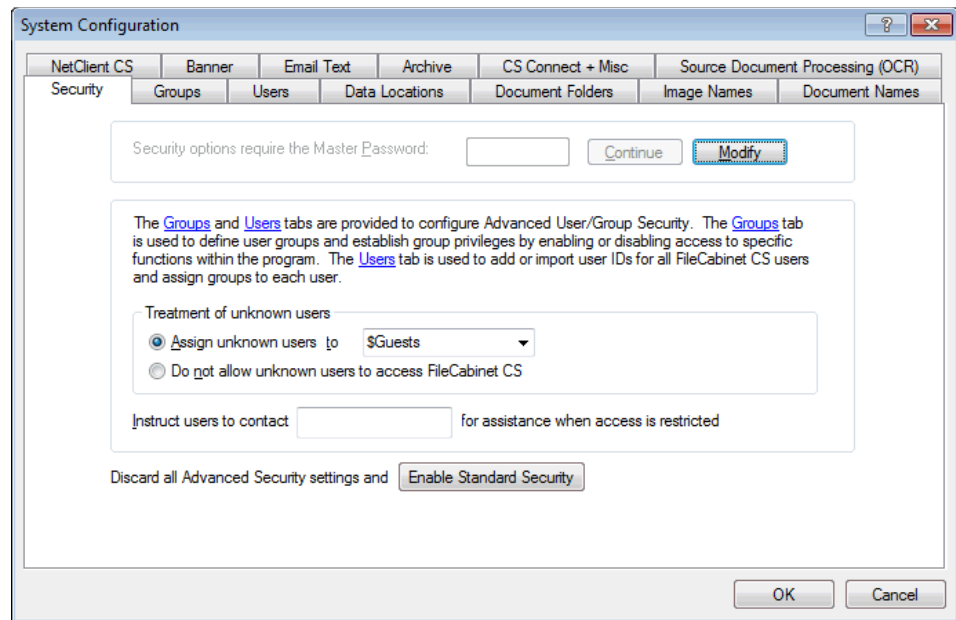 System Configuration
NetClient CS Banner Email Text Archive CS Connect + Misc Source Document Processing (OCR)
Security Groups Users Data Locations Document Folders Image Names Document Names
Security options require the Master Password: Continue Modify
The Groups and Users tabs are provided to configure Advanced User/Group Security. The Groups tab
is used to define user groups and establish group privileges by enabling or disabling access to specific
functions within the program. The Users tab is used to add or import user IDs for all FileCabinet CS users
and assign groups to each user.
Treatment of unknown users
Assign unknown users to $Guests
Do not allow unknown users to access FileCabinet CS
Instruct users to contact for assistance when access is restricted
Discard all Advanced Security settings and Enable Standard Security
OK Cancel